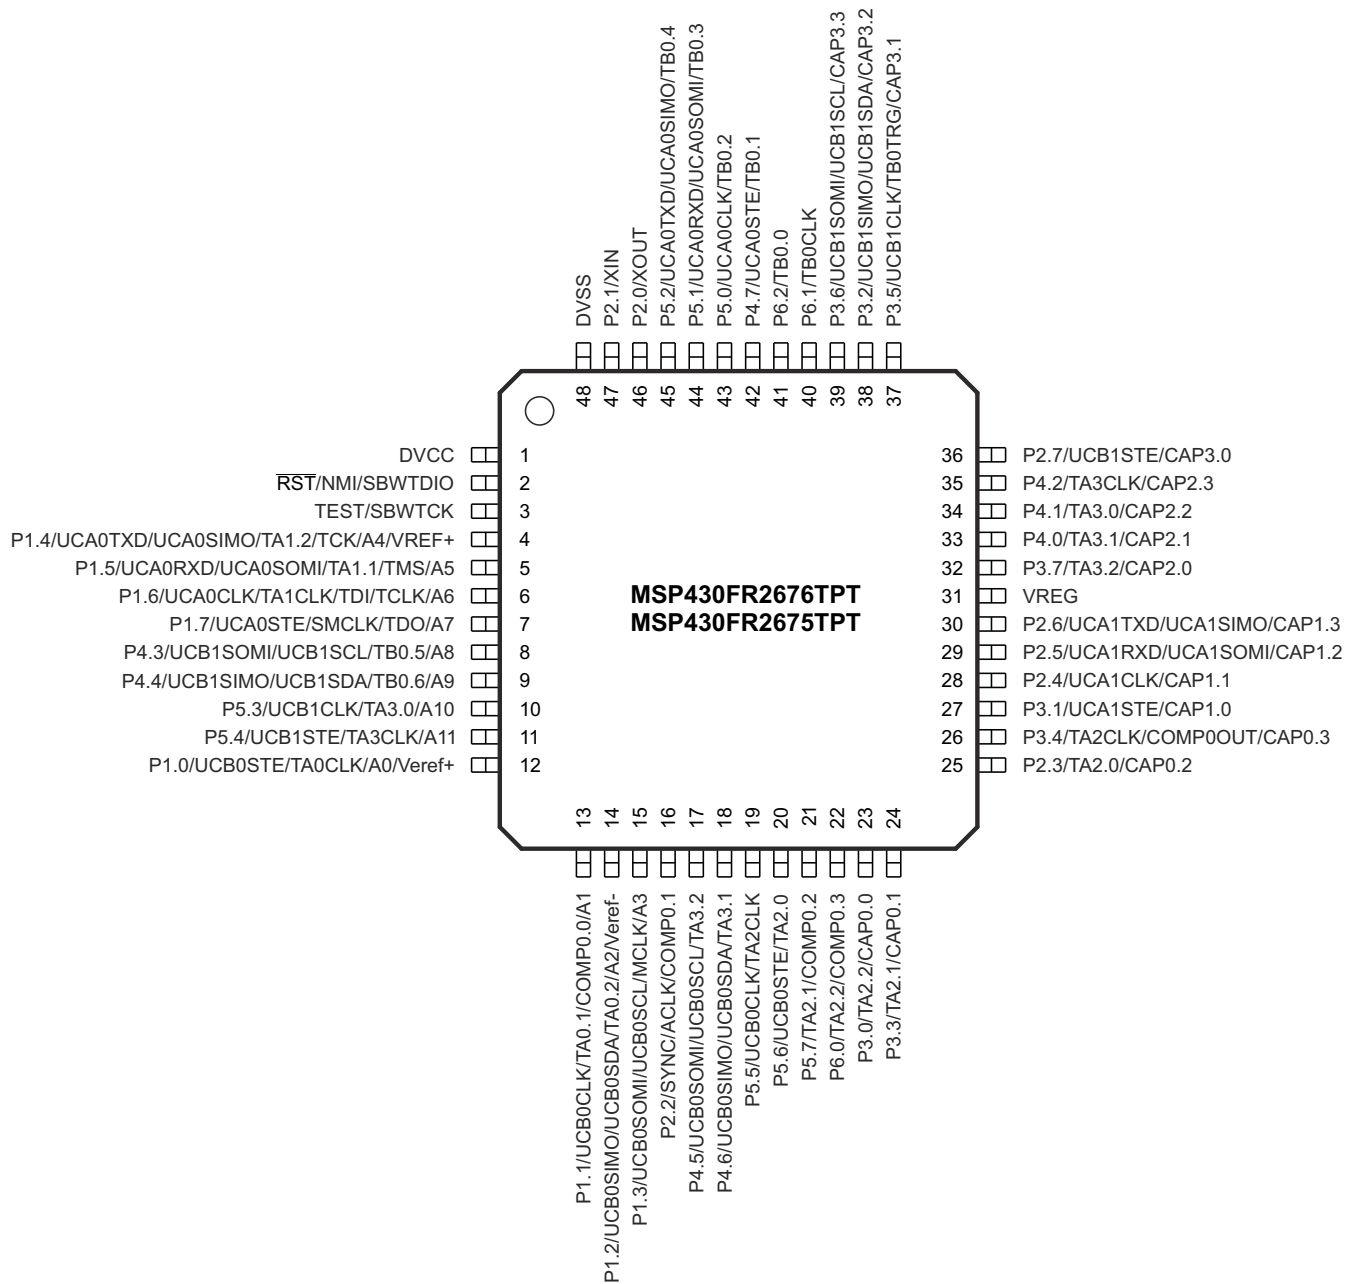 DVSS
P2.1/XIN
P2.0/XOUT
P5.2/UCA0TXD/UCA0SIMO/TB0.4
P5.1/UCA0RXD/UCA0SOMI/TB0.3
P5.0/UCA0CLK/TB0.2
P4.7/UCA0STE/TB0.1
P6.2/TB0.0
P6.1/TB0CLK
P3.6/UCB1SOMI/UCB1SCL/CAP3.3
P3.2/UCB1SIMO/UCB1SDA/CAP3.2
P3.5/UCB1CLK/TB0TRG/CAP3.1
48
47
46
45
44
43
42
41
40
39
38
37
DVCC 1
RST/NMI/SBWTDIO 2
TEST/SBWTCK 3
P1.4/UCA0TXD/UCA0SIMO/TA1.2/TCK/A4/VREF+ 4
P1.5/UCA0RXD/UCA0SOMI/TA1.1/TMS/A5 5
P1.6/UCA0CLK/TA1CLK/TDI/TCLK/A6 6
P1.7/UCA0STE/SMCLK/TDO/A7 7
P4.3/UCB1SOMI/UCB1SCL/TB0.5/A8 8
P4.4/UCB1SIMO/UCB1SDA/TB0.6/A9 9
P5.3/UCB1CLK/TA3.0/A10 10
P5.4/UCB1STE/TA3CLK/A11 11
P1.0/UCB0STE/TA0CLK/A0/Veref+ 12
MSP430FR2676TPT
MSP430FR2675TPT
36 P2.7/UCB1STE/CAP3.0
35 P4.2/TA3CLK/CAP2.3
34 P4.1/TA3.0/CAP2.2
33 P4.0/TA3.1/CAP2.1
32 P3.7/TA3.2/CAP2.0
31 VREG
30 P2.6/UCA1TXD/UCA1SIMO/CAP1.3
29 P2.5/UCA1RXD/UCA1SOMI/CAP1.2
28 P2.4/UCA1CLK/CAP1.1
27 P3.1/UCA1STE/CAP1.0
26 P3.4/TA2CLK/COMP0OUT/CAP0.3
25 P2.3/TA2.0/CAP0.2
13
14
15
16
17
18
19
20
21
22
23
24
P1.1/UCB0CLK/TA0.1/COMP0.0/A1
P1.2/UCB0SIMO/UCB0SDA/TA0.2/A2/Veref-
P1.3/UCB0SOMI/UCB0SCL/MCLK/A3
P2.2/SYNC/ACLK/COMP0.1
P4.5/UCB0SOMI/UCB0SCL/TA3.2
P4.6/UCB0SIMO/UCB0SDA/TA3.1
P5.5/UCB0CLK/TA2CLK
P5.6/UCB0STE/TA2.0
P5.7/TA2.1/COMP0.2
P6.0/TA2.2/COMP0.3
P3.0/TA2.2/CAP0.0
P3.3/TA2.1/CAP0.1